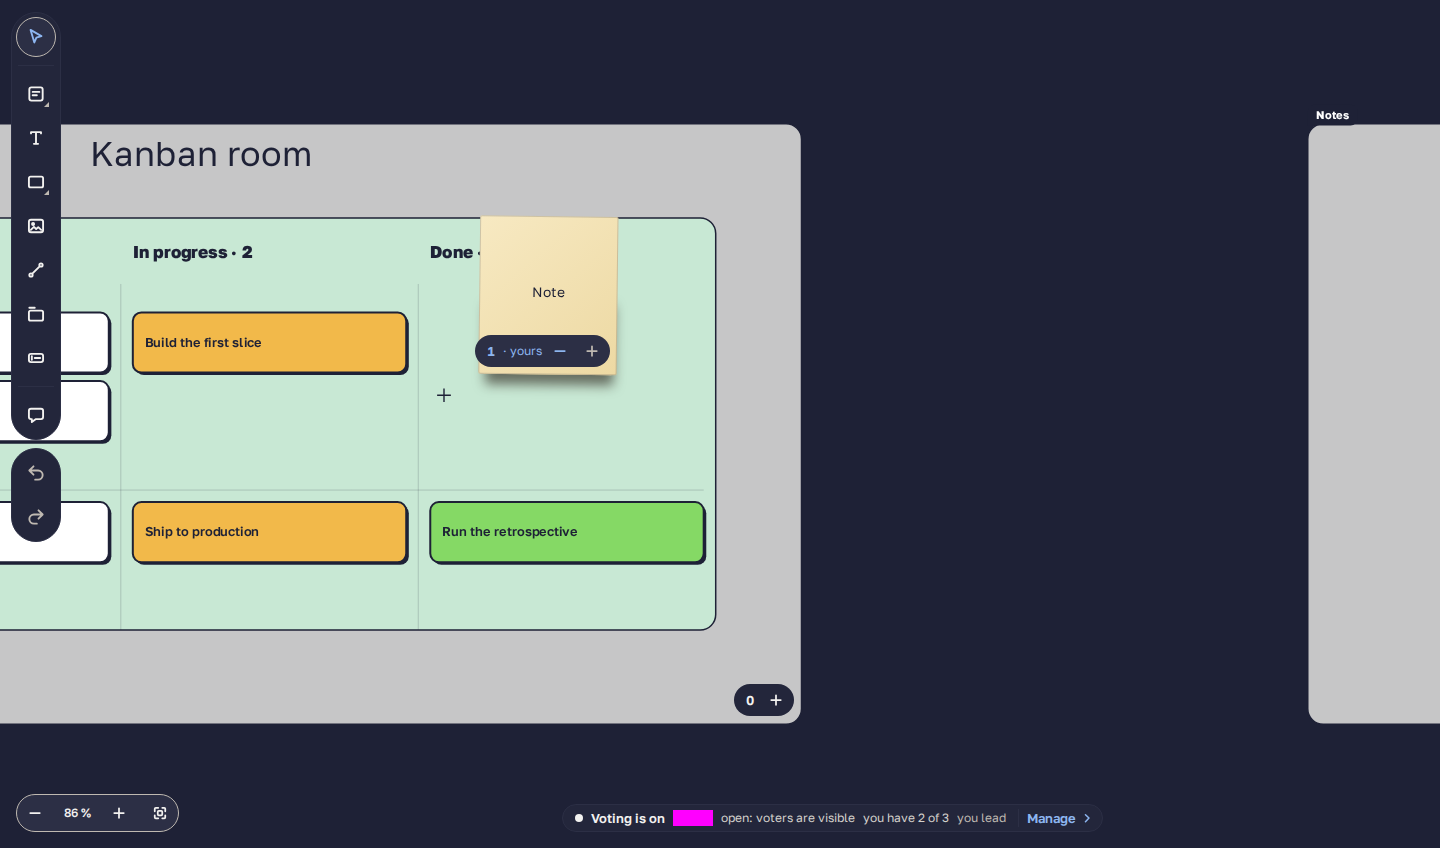 Notes
Kanban room
In progress · 2
Done ·
Note
Build the first slice
1 · yours
Ship to production
Run the retrospective
0
86 %
Voting is on
open: voters are visible
you have 2 of 3
you lead
Manage